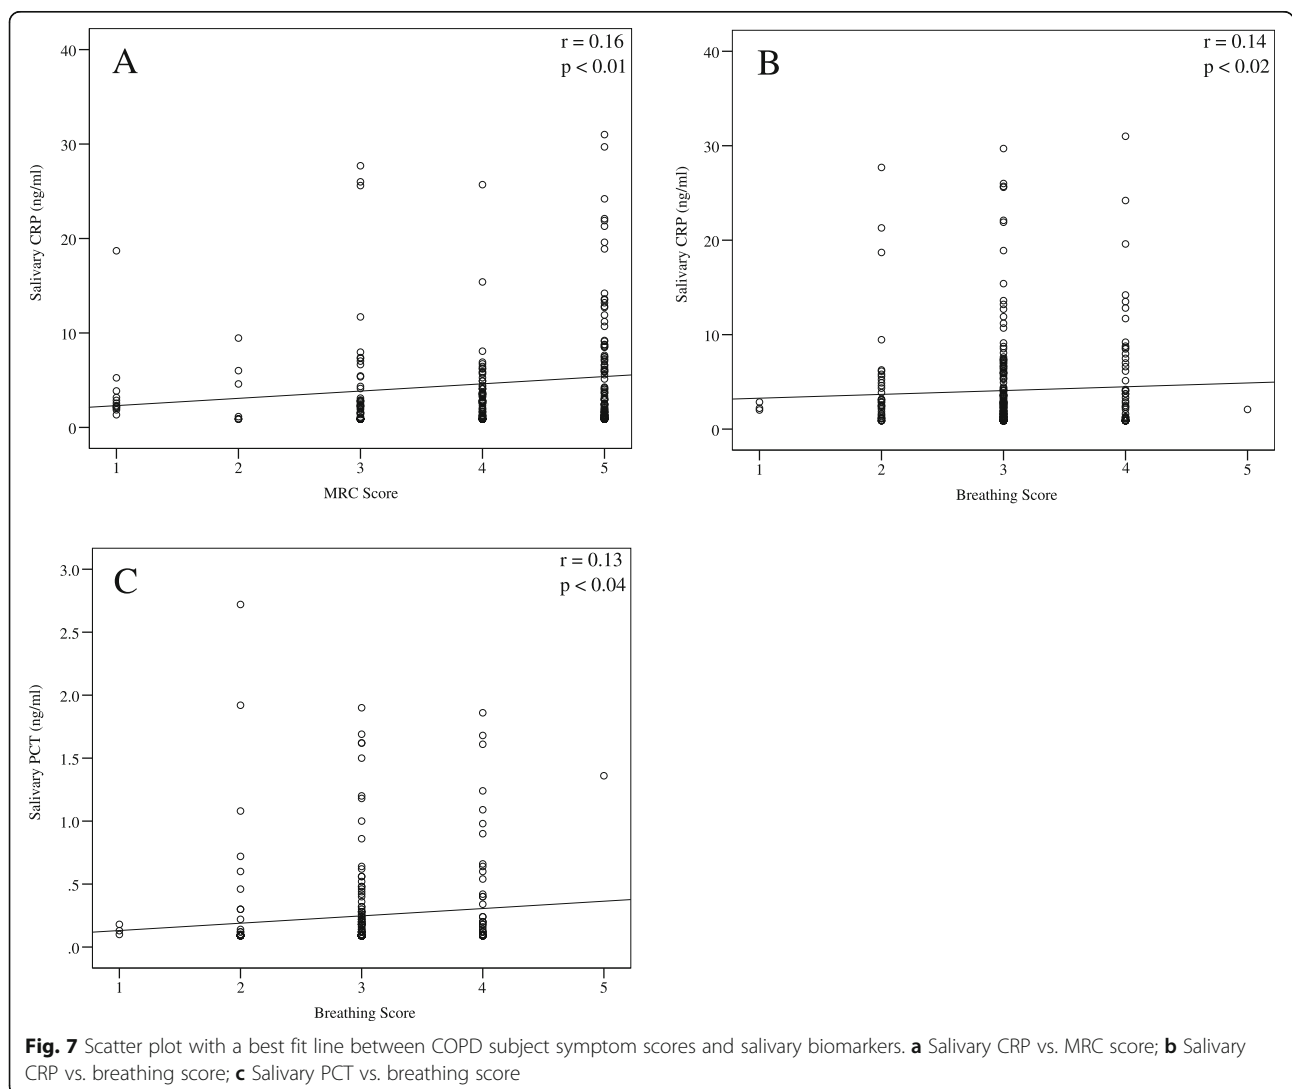 A
r = 0.16
p < 0.01
40
30
20
10
0
Salivary CRP (ng/ml)
1 2 3 4 5
MRC Score
B
r = 0.14
p < 0.02
40
30
20
10
0
Salivary CRP (ng/ml)
1 2 3 4 5
Breathing Score
C
r = 0.13
p < 0.04
3.0
2.5
2.0
1.5
1.0
.5
.0
Salivary PCT (ng/ml)
1 2 3 4 5
Breathing Score
Fig. 7 Scatter plot with a best fit line between COPD subject symptom scores and salivary biomarkers. a Salivary CRP vs. MRC score; b Salivary
CRP vs. breathing score; c Salivary PCT vs. breathing score